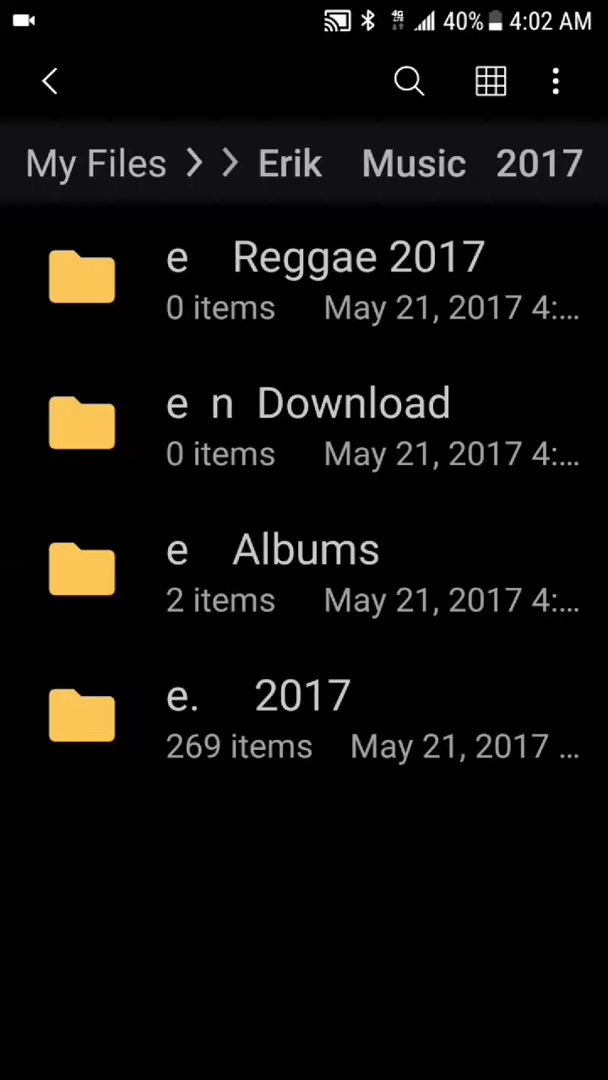 40% 4:02 AM
My Files > > Erik Music 2017
e Reggae 2017
0 items May 21, 2017 4:...
e n Download
0 items May 21, 2017 4:...
e Albums
2 items May 21, 2017 4:...
e. 2017
269 items May 21, 2017 ...